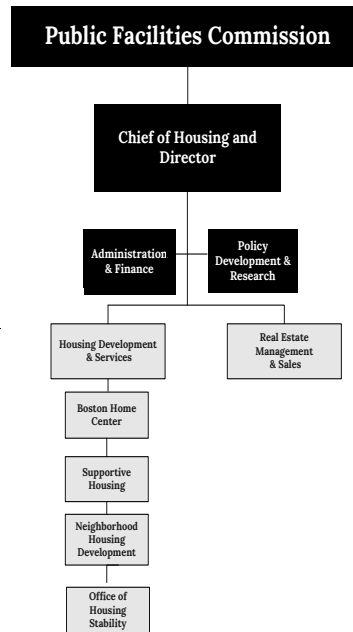 Public Facilities Commission
Chief of Housing and
Director
Administration
& Finance
Policy
Development &
Research
Housing Development
& Services
Real Estate
Management
& Sales
Boston Home
Center
Supportive
Housing
Neighborhood
Housing
Development
Office of
Housing
Stability